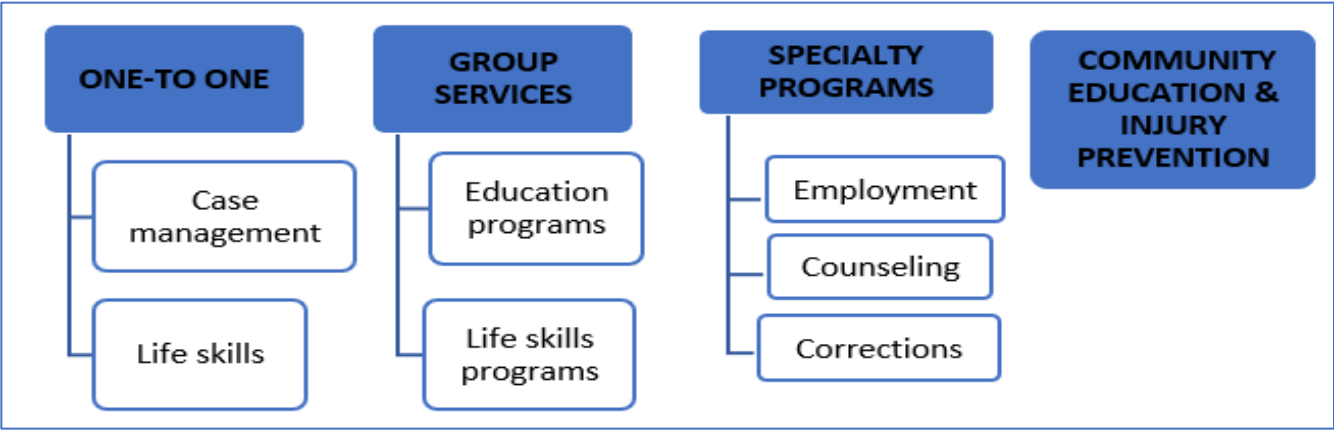 ONE-TO ONE
Case
management
Life skills
GROUP
SERVICES
Education
programs
Life skills
programs
SPECIALTY
PROGRAMS
Employment
Counseling
Corrections
COMMUNITY
EDUCATION &
INJURY
PREVENTION